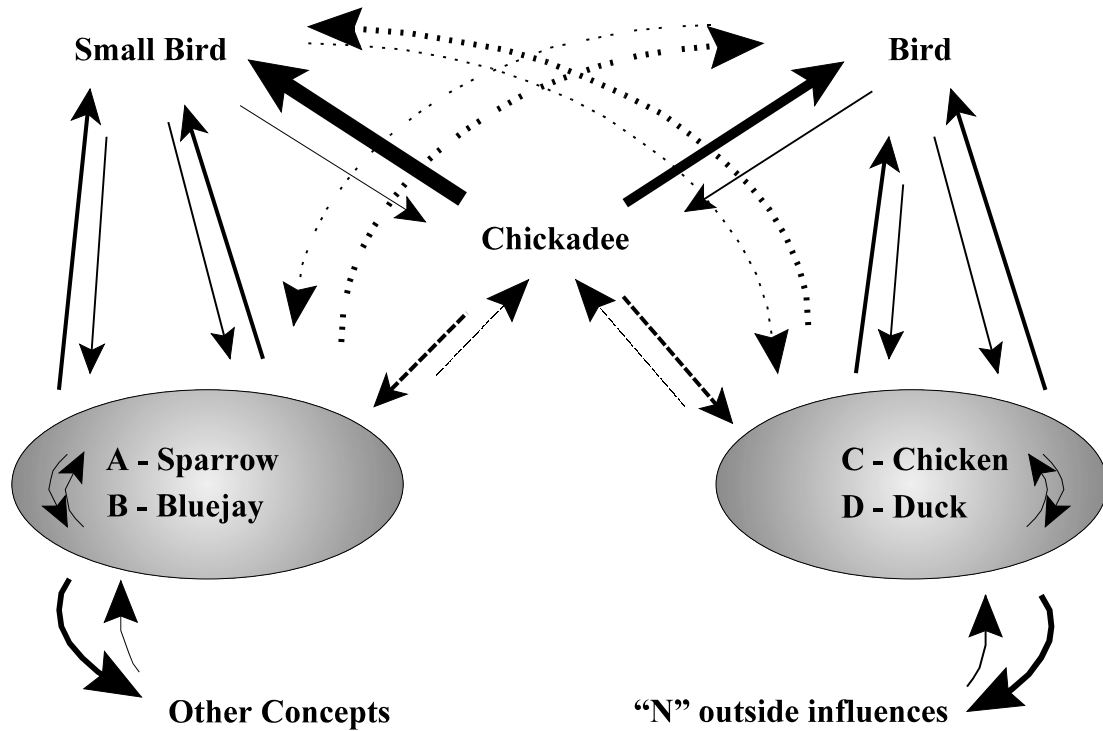 Small Bird
Bird
Chickadee
A - Sparrow
B - Bluejay
C - Chicken
D - Duck
Other Concepts
“N” outside influences